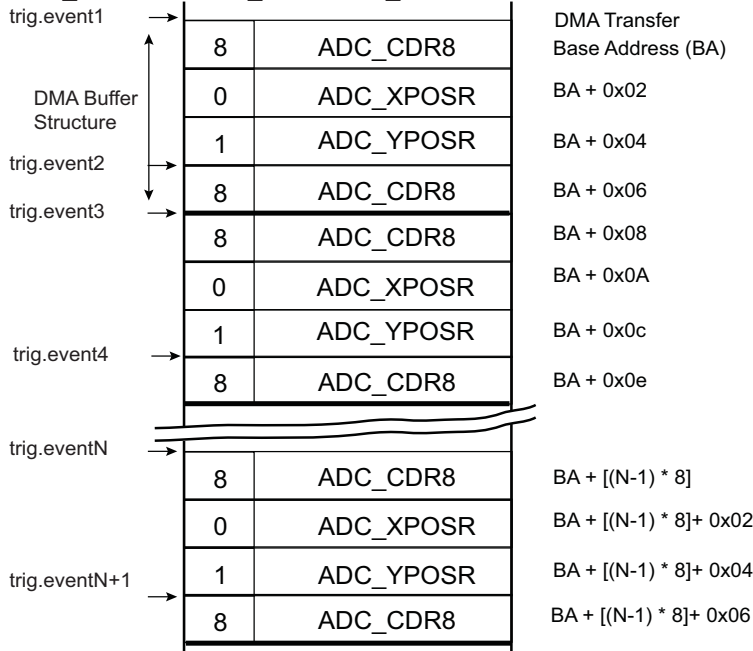 trig.event1
DMA Transfer
8 ADC_CDR8 Base Address (BA)
DMA Buffer
Structure
0 ADC_XPOSR BA + 0x02
1 ADC_YPOSR BA + 0x04
trig.event2
8 ADC_CDR8 BA + 0x06
trig.event3
8 ADC_CDR8 BA + 0x08
0 ADC_XPOSR BA + 0x0A
1 ADC_YPOSR BA + 0x0c
trig.event4
8 ADC_CDR8 BA + 0x0e
trig.eventN
8 ADC_CDR8 BA + [(N-1) * 8]
0 ADC_XPOSR BA + [(N-1) * 8]+ 0x02
1 ADC_YPOSR BA + [(N-1) * 8]+ 0x04
trig.eventN+1
8 ADC_CDR8 BA + [(N-1) * 8]+ 0x06